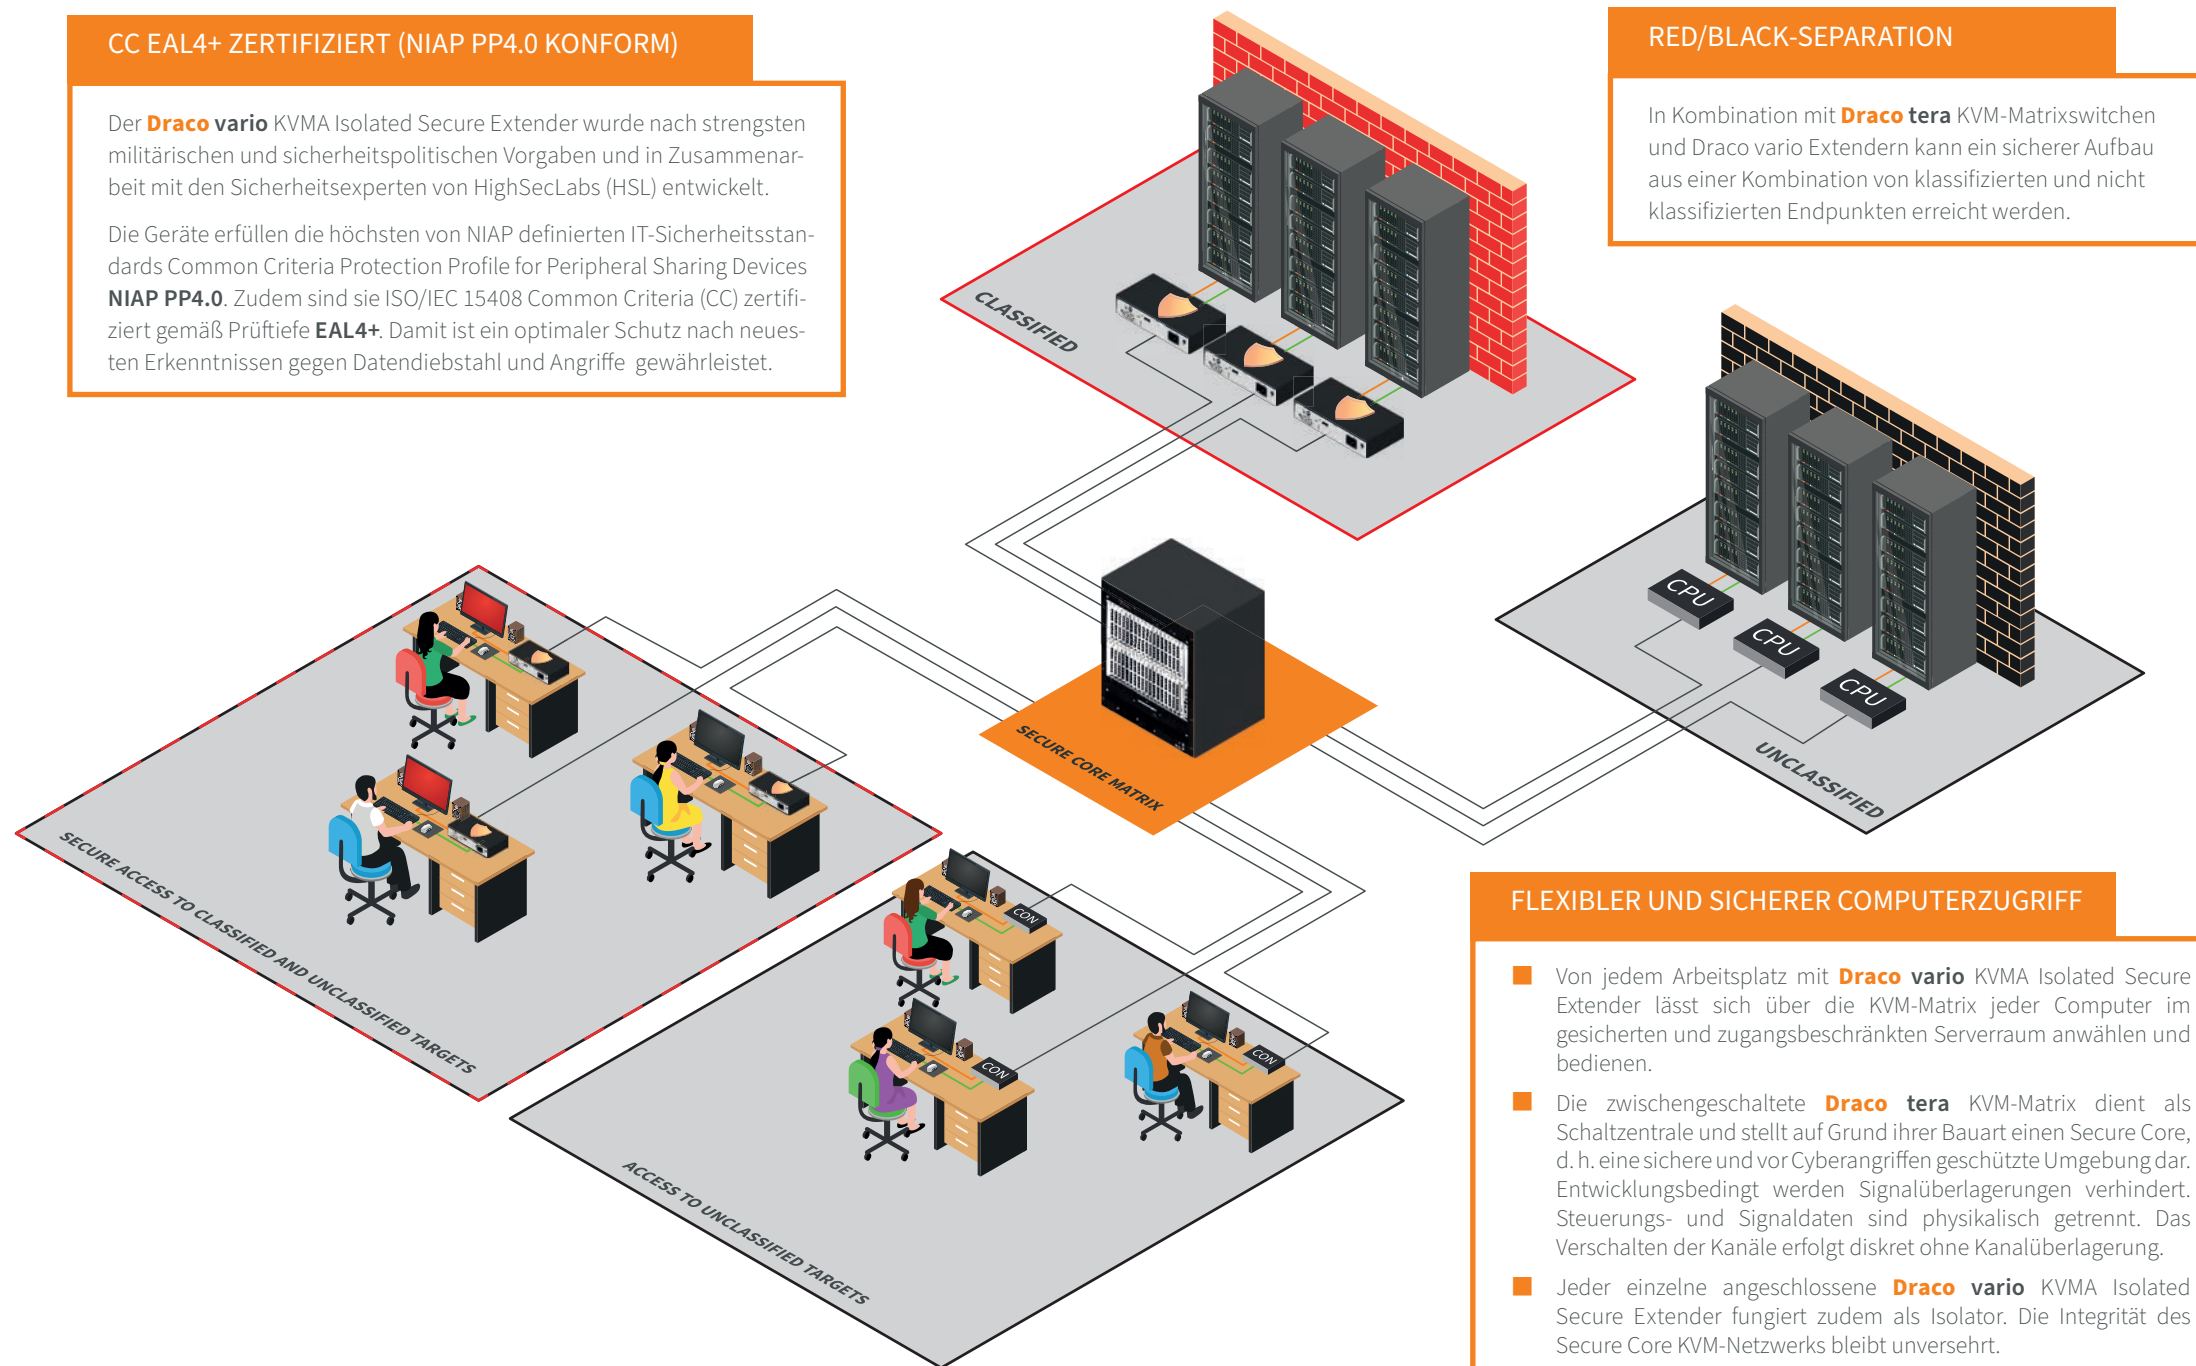 CC EAL4+ ZERTIFIZIERT (NIAP PP4.0 KONFORM)
Der Draco vario KVMA Isolated Secure Extender wurde nach strengsten
militärischen und sicherheitspolitischen Vorgaben und in Zusammenar-
beit mit den Sicherheitsexperten von HighSecLabs (HSL) entwickelt.
Die Geräte erfüllen die höchsten von NIAP definierten IT-Sicherheitsstan-
dards Common Criteria Protection Profile for Peripheral Sharing Devices
NIAP PP4.0. Zudem sind sie ISO/IEC 15408 Common Criteria (CC) zertifi-
ziert gemäß Prüftiefe EAL4+. Damit ist ein optimaler Schutz nach neues-
ten Erkenntnissen gegen Datendiebstahl und Angriffe gewährleistet.
RED/BLACK-SEPARATION
In Kombination mit Draco tera KVM-Matrixswitchen
und Draco vario Extendern kann ein sicherer Aufbau
aus einer Kombination von klassifizierten und nicht
klassifizierten Endpunkten erreicht werden.
CLASSIFIED
CPU
CPU
CPU
UNCLASSIFIED
SECURE CORE MATRIX
SECURE ACCESS TO CLASSIFIED AND UNCLASSIFIED TARGETS
CON
CON
CON
ACCESS TO UNCLASSIFIED TARGETS
FLEXIBLER UND SICHERER COMPUTERZUGRIFF
Von jedem Arbeitsplatz mit Draco vario KVMA Isolated Secure
Extender lässt sich über die KVM-Matrix jeder Computer im
gesicherten und zugangsbeschränkten Serverraum anwählen und
bedienen.
Die zwischengeschaltete Draco tera KVM-Matrix dient als
Schaltzentrale und stellt auf Grund ihrer Bauart einen Secure Core,
d. h. eine sichere und vor Cyberangriffen geschützte Umgebung dar.
Entwicklungsbedingt werden Signalüberlagerungen verhindert.
Steuerungs- und Signaldaten sind physikalisch getrennt. Das
Verschalten der Kanäle erfolgt diskret ohne Kanalüberlagerung.
Jeder einzelne angeschlossene Draco vario KVMA Isolated
Secure Extender fungiert zudem als Isolator. Die Integrität des
Secure Core KVM-Netzwerks bleibt unversehrt.